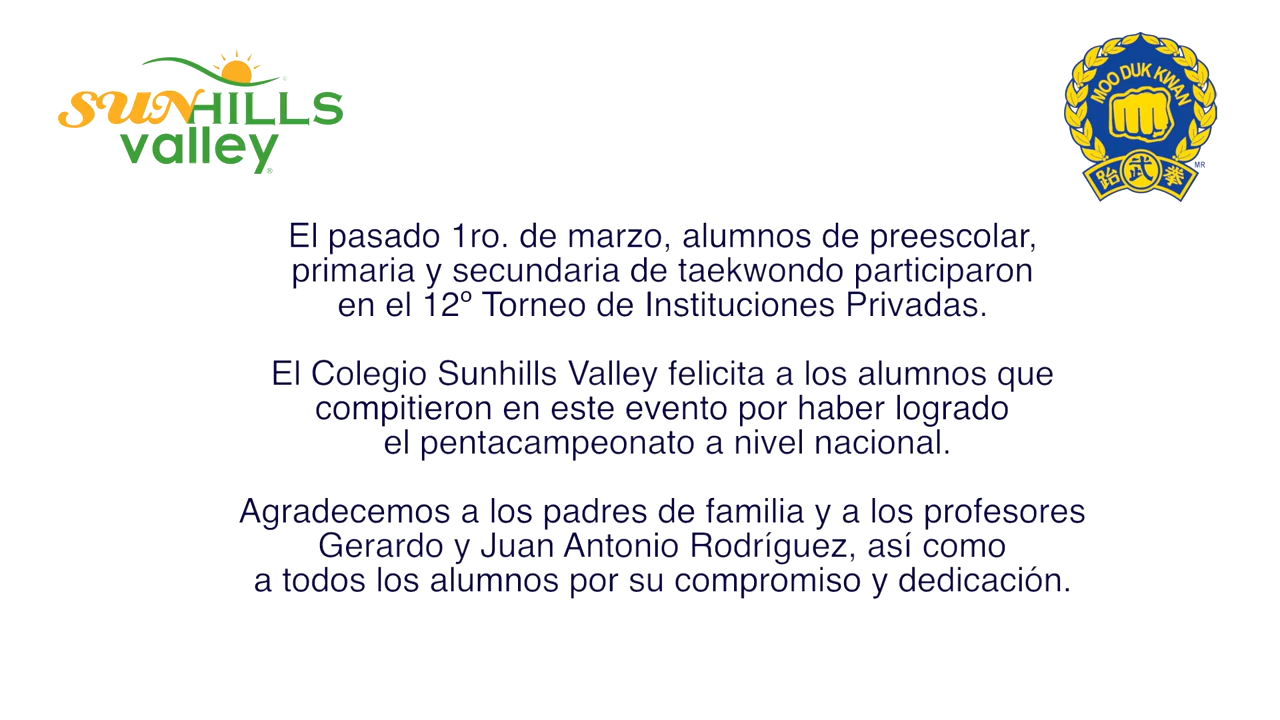 SUNHILLS
valley
®
MOO DUK KWAN
跆 武 拳
MR
El pasado 1ro. de marzo, alumnos de preescolar,
primaria y secundaria de taekwondo participaron
en el 12º Torneo de Instituciones Privadas.
El Colegio Sunhills Valley felicita a los alumnos que
compitieron en este evento por haber logrado
el pentacampeonato a nivel nacional.
Agradecemos a los padres de familia y a los profesores
Gerardo y Juan Antonio Rodríguez, así como
a todos los alumnos por su compromiso y dedicación.